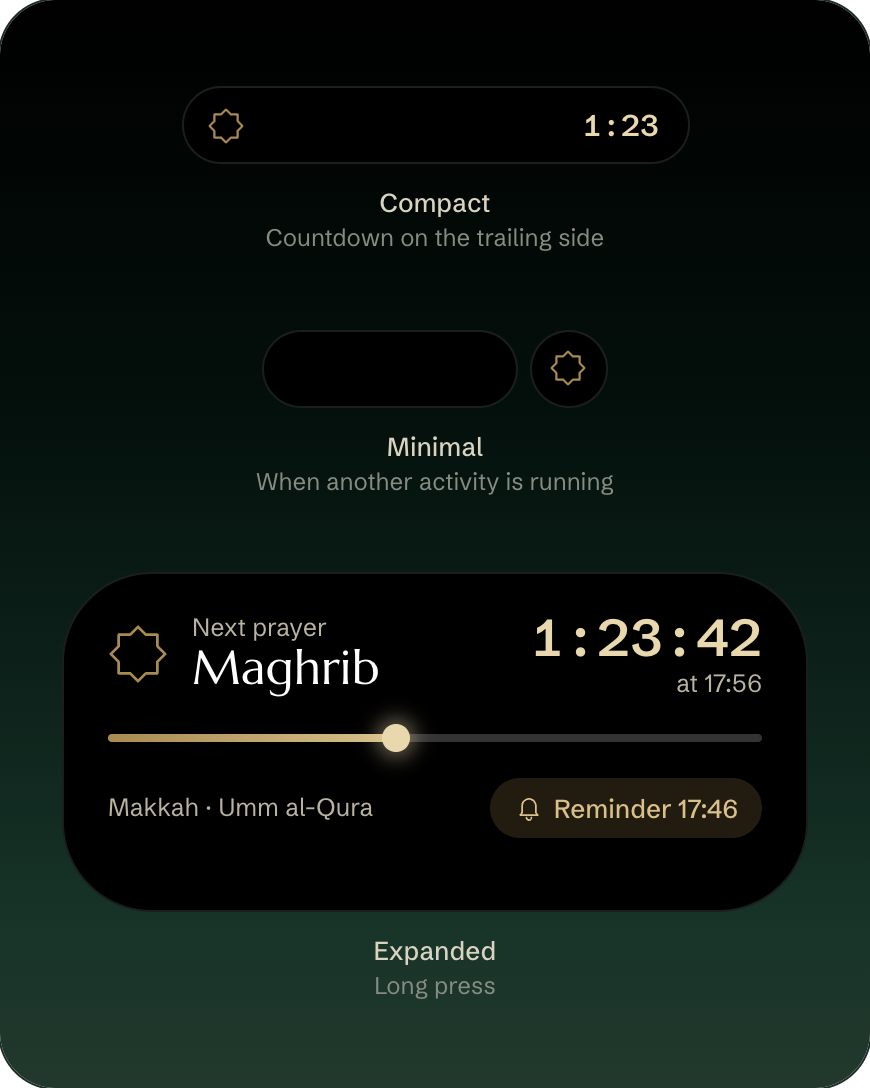 1:23
Compact
Countdown on the trailing side
Minimal
When another activity is running
Next prayer
Maghrib
1:23:42
at 17:56
Makkah · Umm al-Qura
Reminder 17:46
Expanded
Long press